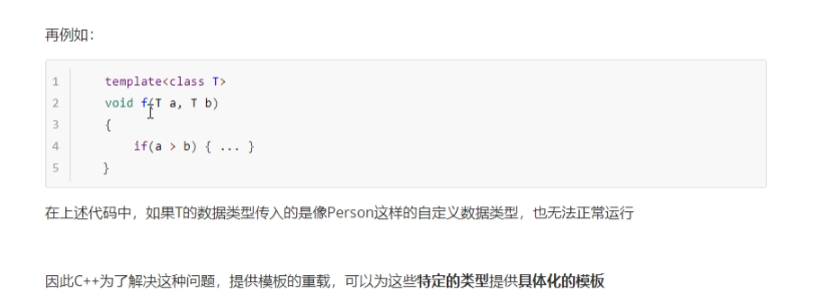 再例如：
1 template<class T>
2 void f(T a, T b)
3 {
4 if(a > b) { ... }
5 }
在上述代码中，如果T的数据类型传入的是像Person这样的自定义数据类型，也无法正常运行
因此C++为了解决这种问题，提供模板的重载，可以为这些特定的类型提供具体化的模板